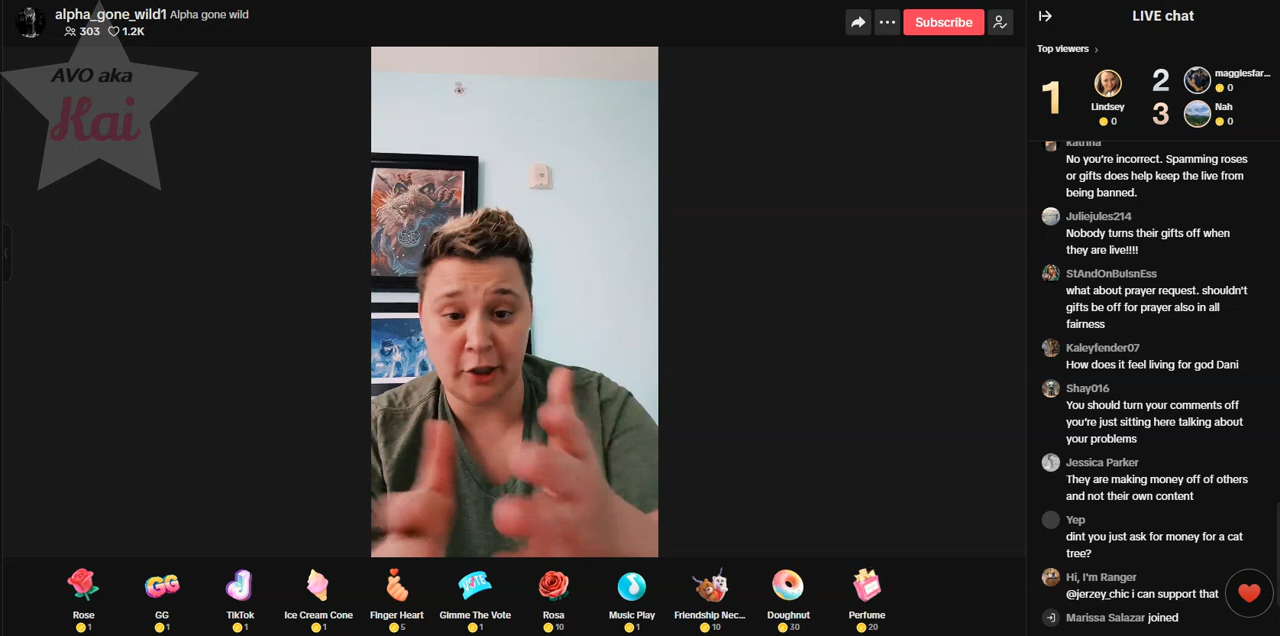 alpha_gone_wild1 Alpha gone wild
303 1.2K
Subscribe
AVO aka
Kai
LIVE chat
Top viewers
1
Lindsey
0
2
maggiesfar...
0
3
Nah
0
katrina
No you're incorrect. Spamming roses
or gifts does help keep the live from
being banned.
Juliejules214
Nobody turns their gifts off when
they are live!!!!
StAndOnBuIsnEss
what about prayer request. shouldn't
gifts be off for prayer also in all
fairness
Kaleyfender07
How does it feel living for god Dani
Shay016
You should turn your comments off
you're just sitting here talking about
your problems
Jessica Parker
They are making money off of others
and not their own content
Yep
dint you just ask for money for a cat
tree?
Hi, I'm Ranger
@jerzey_chic i can support that
Marissa Salazar joined
GG
VOTE
Rose
1
GG
1
TikTok
1
Ice Cream Cone
1
Finger Heart
5
Gimme The Vote
1
Rosa
10
Music Play
1
Friendship Nec...
10
Doughnut
30
Perfume
20